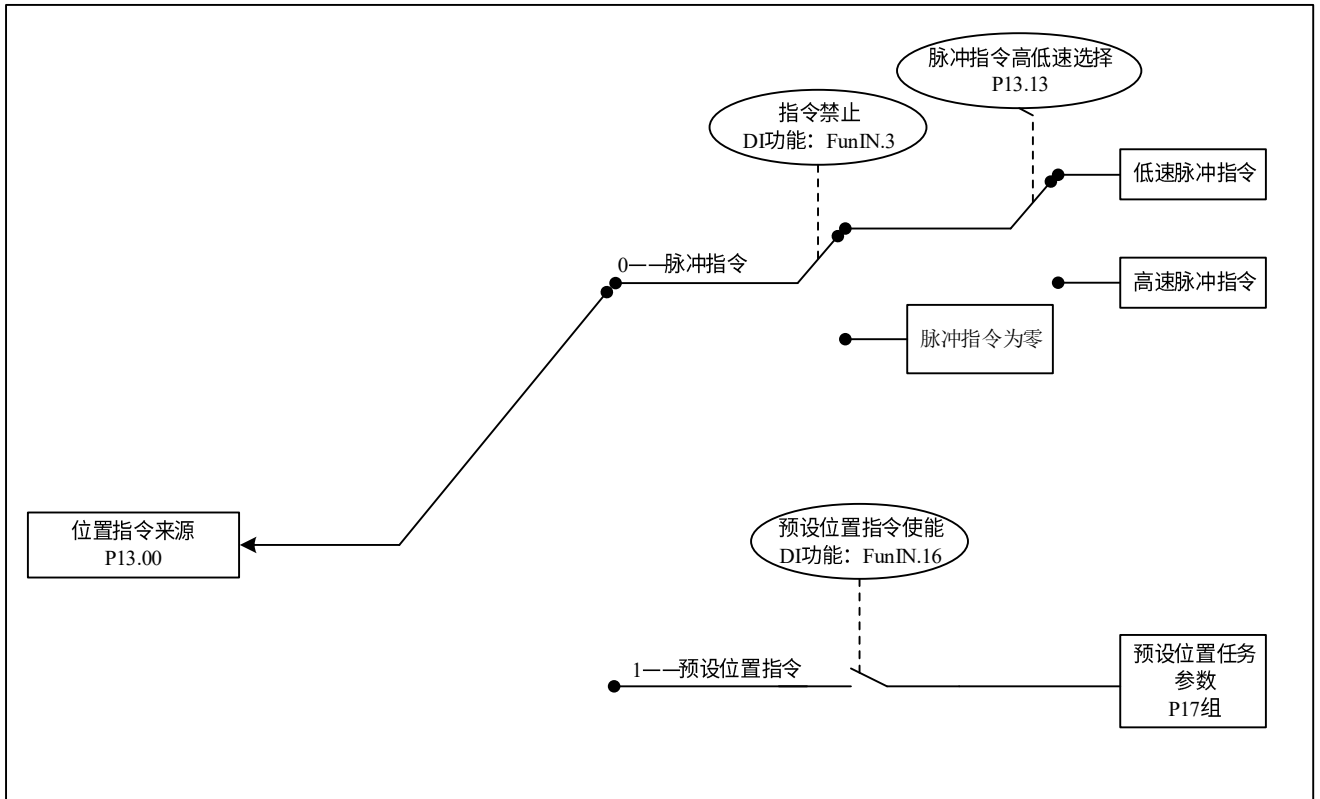 脉冲指令高低速选择
P13.13
指令禁止
DI功能：FunIN.3
低速脉冲指令
0——脉冲指令
高速脉冲指令
脉冲指令为零
位置指令来源
P13.00
预设位置指令使能
DI功能：FunIN.16
1——预设位置指令
预设位置任务
参数
P17组